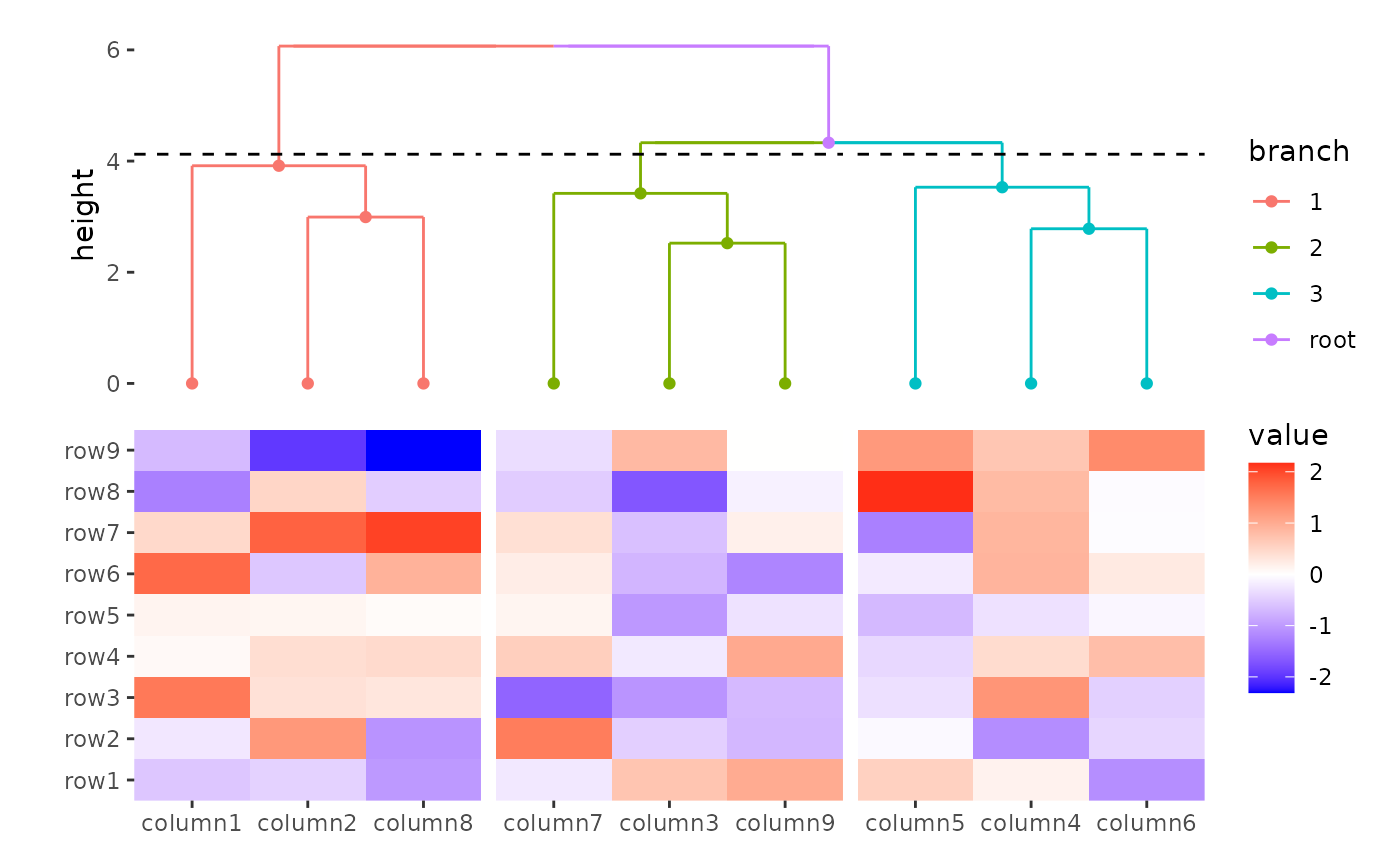 6
4
2
0
height
branch
1
2
3
root
row9
row8
row7
row6
row5
row4
row3
row2
row1
value
2
1
0
-1
-2
column1 column2 column8 column7 column3 column9 column5 column4 column6